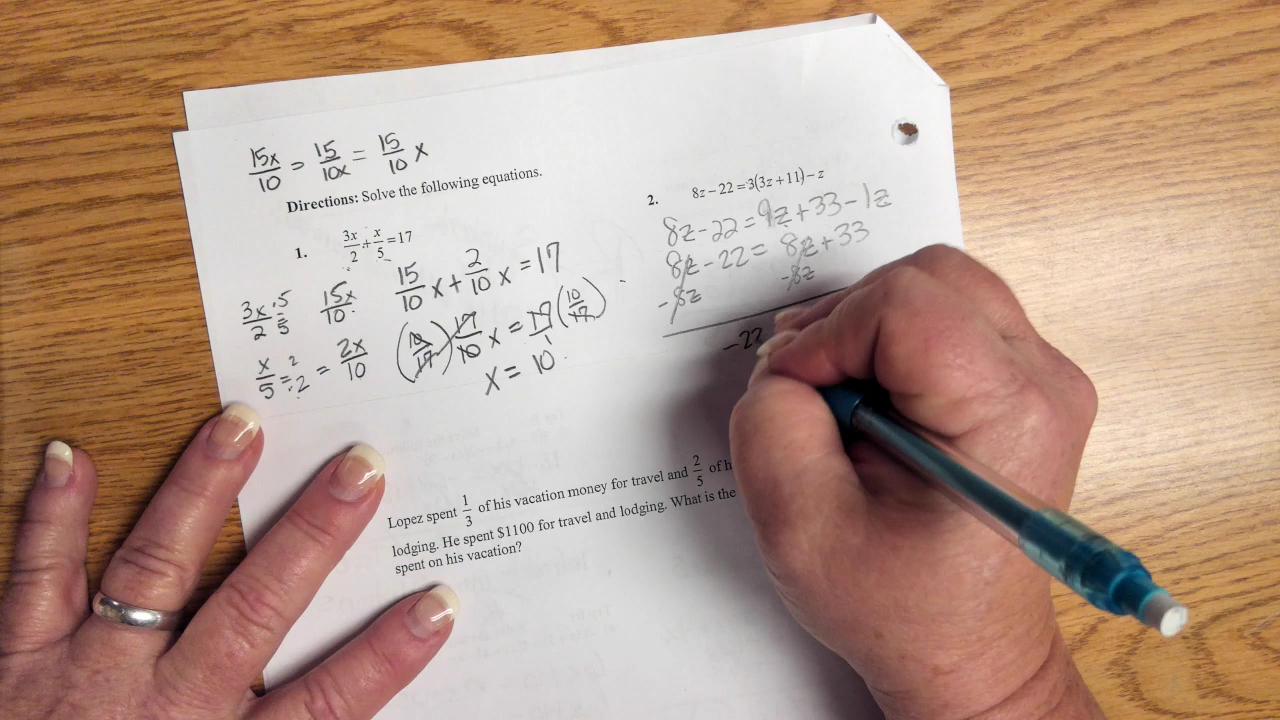 15x/10 = 15/10x = 15/10 x
Directions: Solve the following equations.
1. 3x/2 + x/5 = 17
3x/2 · 5/5 = 15x/10
x/5 · 2/2 = 2x/10
15/10 x + 2/10 x = 17
(10/17) 17/10 x = 17/1 (10/17)
x = 10
2. 8z − 22 = 3(3z + 11) − z
8z − 22 = 9z + 33 − 1z
8z − 22 = 8z + 33
−8z −8z
−22
Lopez spent 1/3 of his vacation money for travel and 2/5 of
lodging. He spent $1100 for travel and lodging. What is the
spent on his vacation?